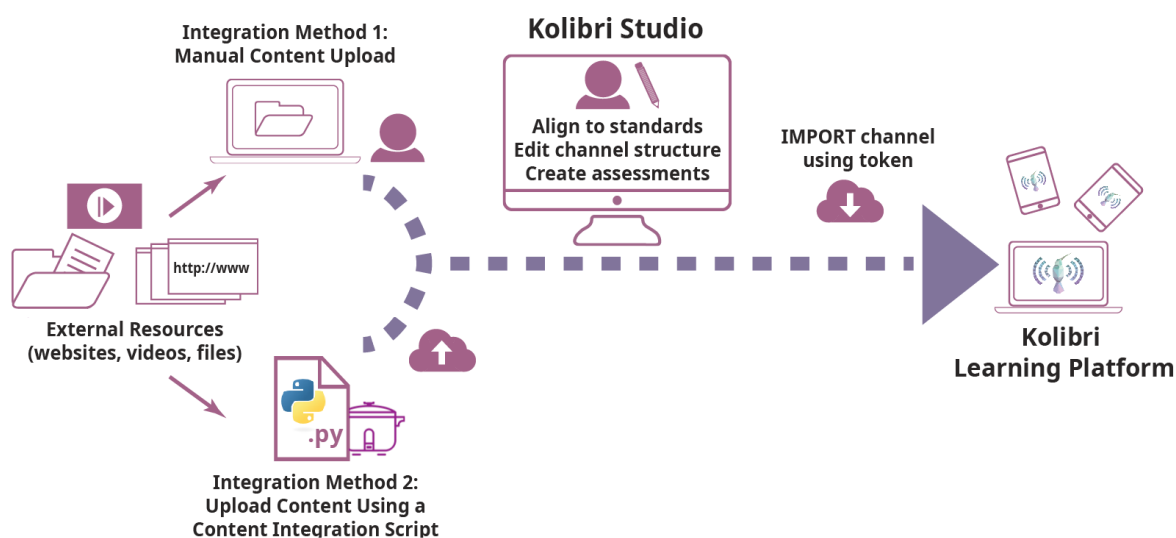 Integration Method 1:
Manual Content Upload
Kolibri Studio
Align to standards
Edit channel structure
Create assessments
IMPORT channel
using token
http://www
External Resources
(websites, videos, files)
Kolibri
Learning Platform
.py
Integration Method 2:
Upload Content Using a
Content Integration Script